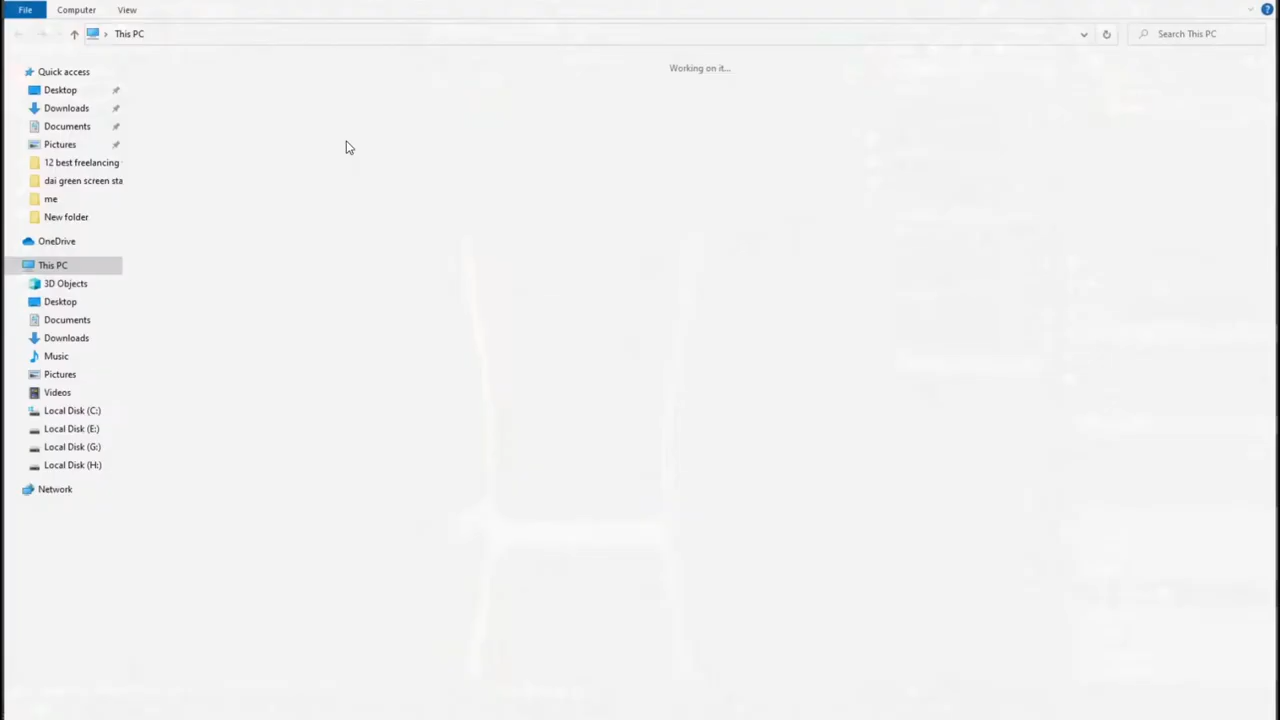 File Computer View
This PC Search This PC
Working on it...
Quick access
Desktop
Downloads
Documents
Pictures
12 best freelancing
dai green screen sta
me
New folder
OneDrive
This PC
3D Objects
Desktop
Documents
Downloads
Music
Pictures
Videos
Local Disk (C:)
Local Disk (E:)
Local Disk (G:)
Local Disk (H:)
Network